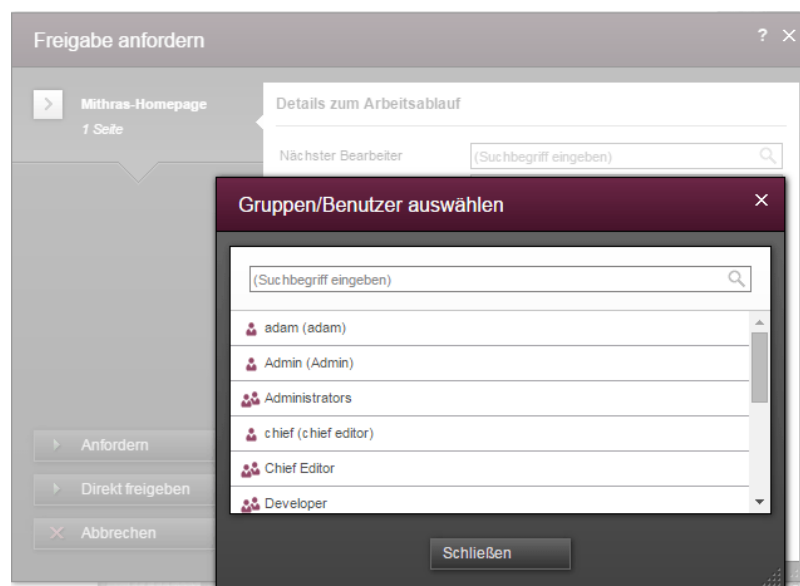 Freigabe anfordern
?
Mithras-Homepage
1 Seite
Details zum Arbeitsablauf
Nächster Bearbeiter
(Suchbegriff eingeben)
Gruppen/Benutzer auswählen
(Suchbegriff eingeben)
adam (adam)
Admin (Admin)
Administrators
chief (chief editor)
Chief Editor
Developer
Schließen
Anfordern
Direkt freigeben
Abbrechen